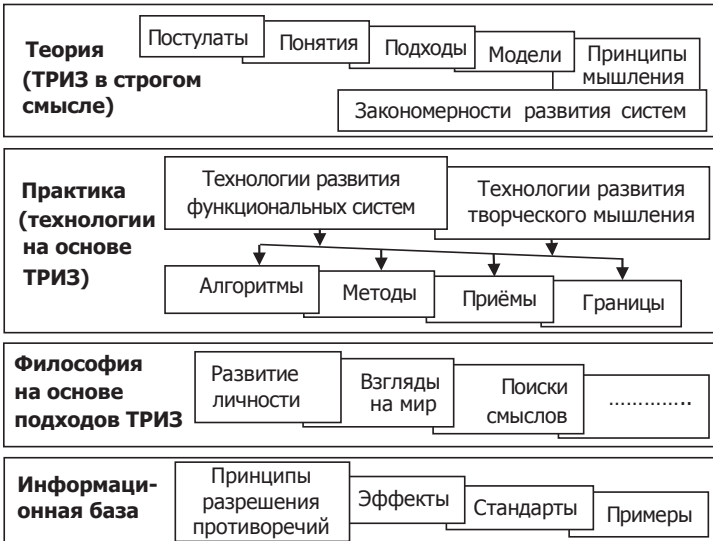 Теория
(ТРИЗ в строгом
смысле)
Постулаты
Понятия
Подходы
Модели
Принципы
мышления
Закономерности развития систем
Практика
(технологии
на основе
ТРИЗ)
Технологии развития
функциональных систем
Технологии развития
творческого мышления
Алгоритмы
Методы
Приёмы
Границы
Философия
на основе
подходов ТРИЗ
Развитие
личности
Взгляды
на мир
Поиски
смыслов
…………..
Информаци-
онная база
Принципы
разрешения
противоречий
Эффекты
Стандарты
Примеры